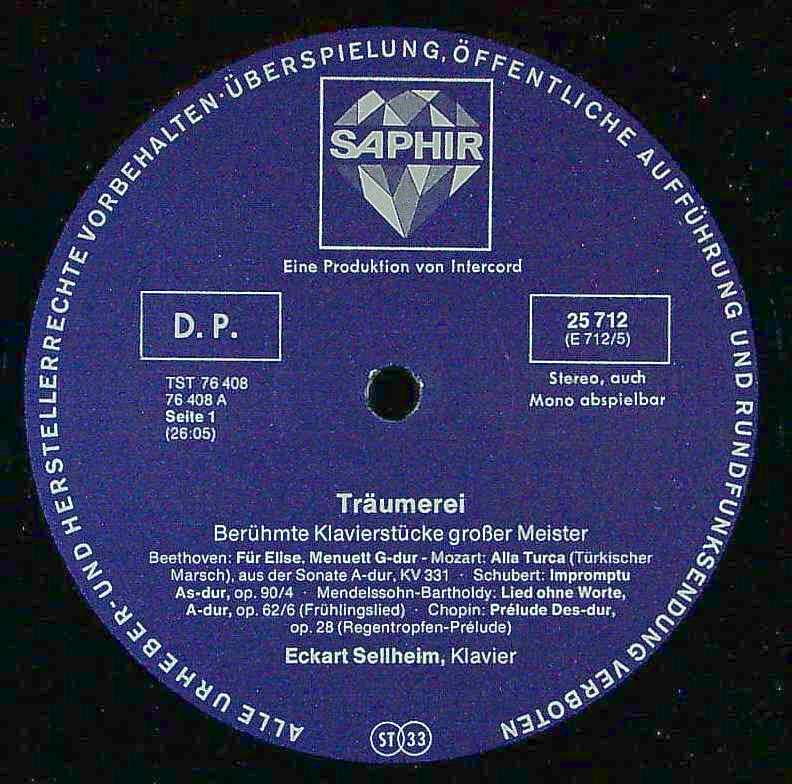 ALLE URHEBER- UND HERSTELLERRECHTE VORBEHALTEN·ÜBERSPIELUNG, ÖFFENTLICHE AUFFÜHRUNG UND RUNDFUNKSENDUNG VERBOTEN
SAPHIR
Eine Produktion von Intercord
D. P.
25 712
(E 712/5)
TST 76 408
76 408 A
Seite 1
(26:05)
Stereo, auch
Mono abspielbar
Träumerei
Berühmte Klavierstücke großer Meister
Beethoven: Für Elise. Menuett G-dur - Mozart: Alla Turca (Türkischer
Marsch), aus der Sonate A-dur, KV 331 · Schubert: Impromptu
As-dur, op. 90/4 · Mendelssohn-Bartholdy: Lied ohne Worte,
A-dur, op. 62/6 (Frühlingslied) · Chopin: Prélude Des-dur,
op. 28 (Regentropfen-Prélude)
Eckart Sellheim, Klavier
ST 33